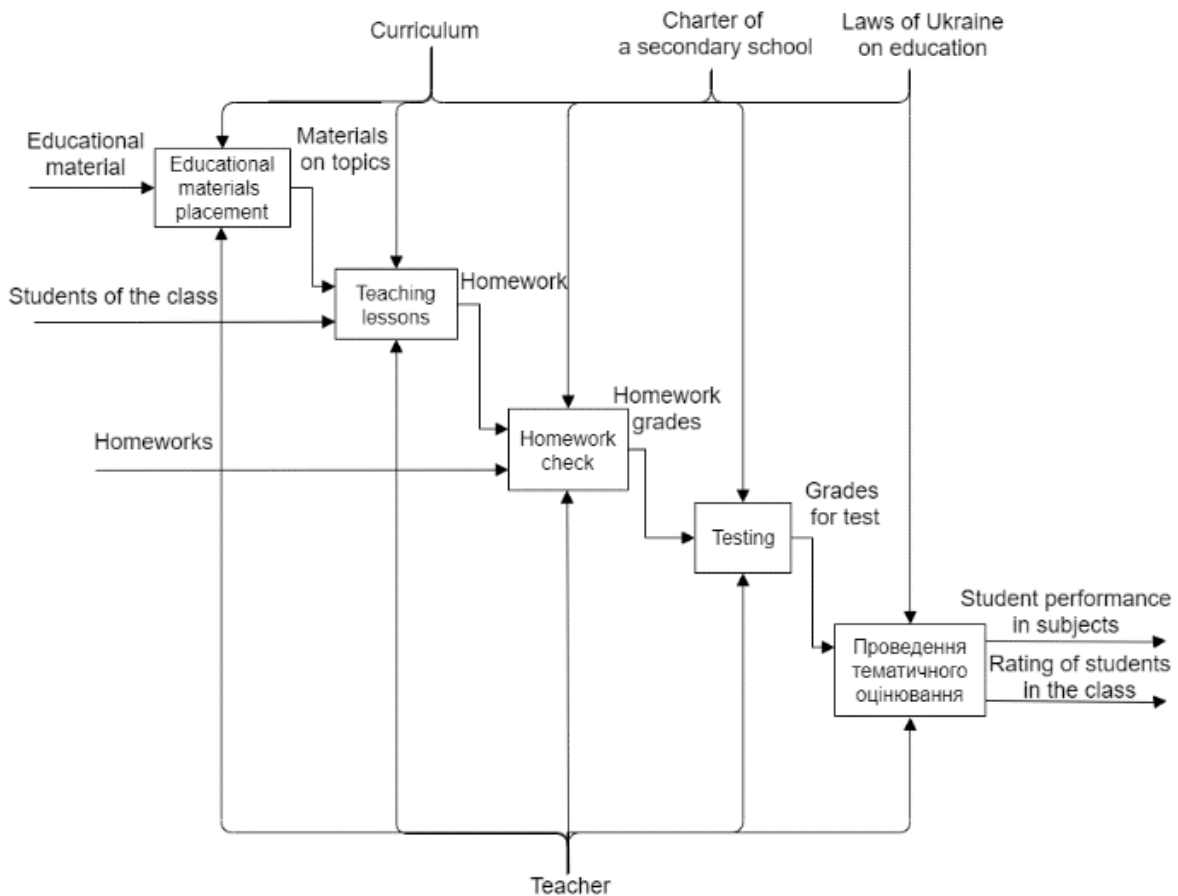 Curriculum
Charter of
a secondary school
Laws of Ukraine
on education
Educational
material
Educational
materials
placement
Materials
on topics
Students of the class
Teaching
lessons
Homework
Homeworks
Homework
check
Homework
grades
Testing
Grades
for test
Проведення
тематичного
оцінювання
Student performance
in subjects
Rating of students
in the class
Teacher